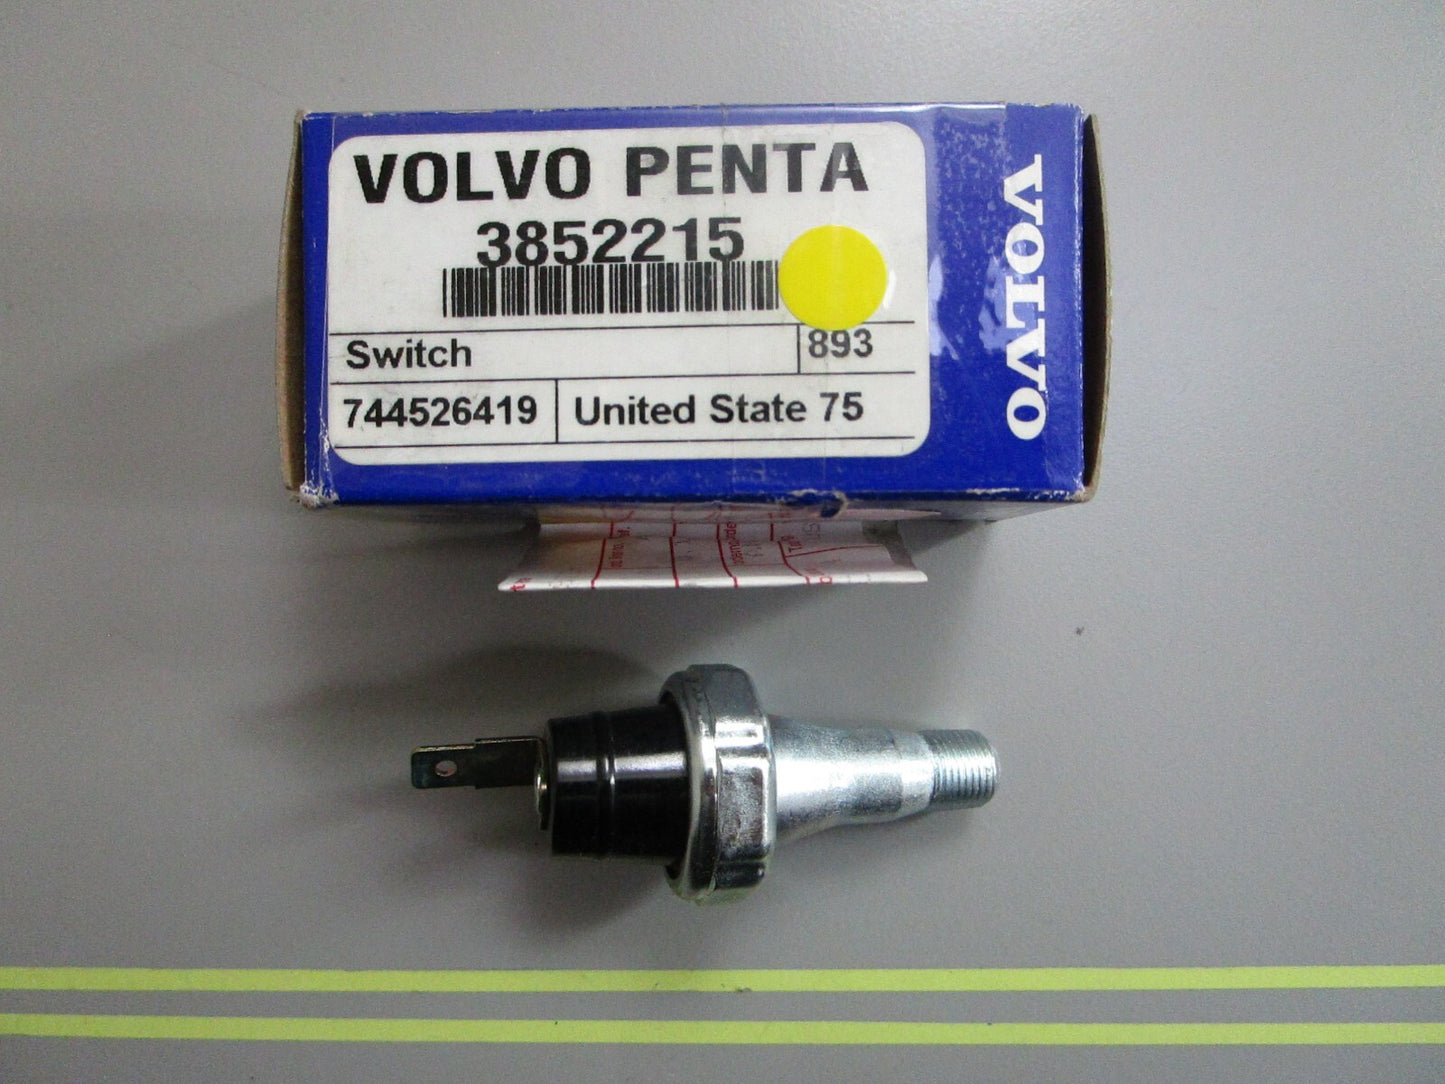 VOLVO PENTA
3852215
Switch
893
744526419
United State 75
VOLVO